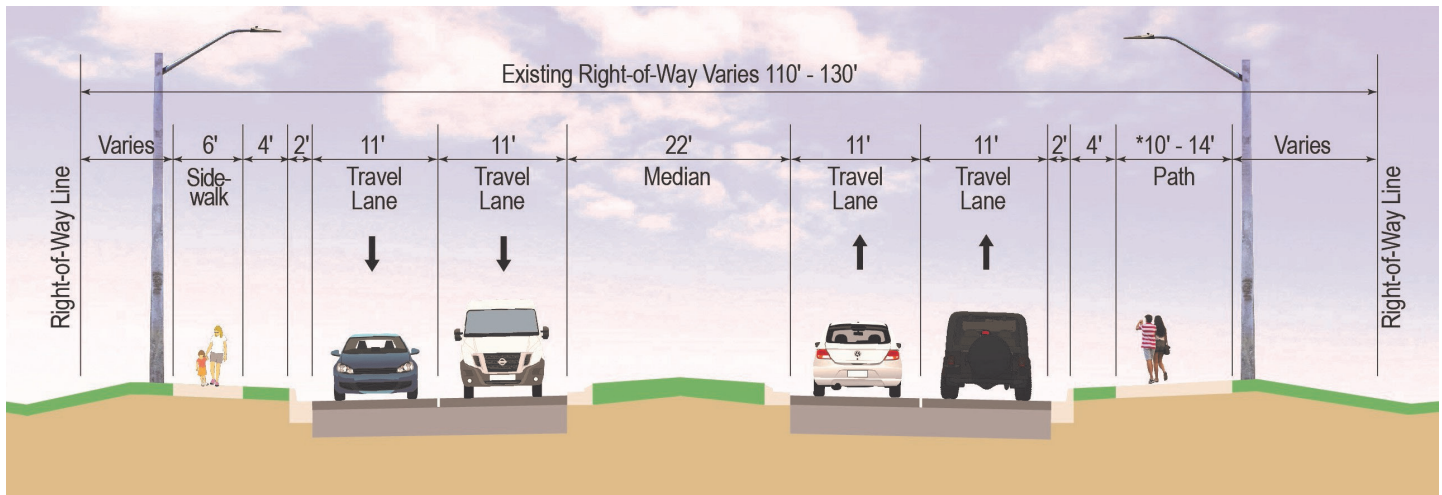 Existing Right-of-Way Varies 110' - 130'
Varies
6'
4'
2'
11'
11'
22'
11'
11'
2'
4'
*10' - 14'
Varies
Side-
walk
Travel
Lane
Travel
Lane
Median
Travel
Lane
Travel
Lane
Path
Right-of-Way Line
Right-of-Way Line